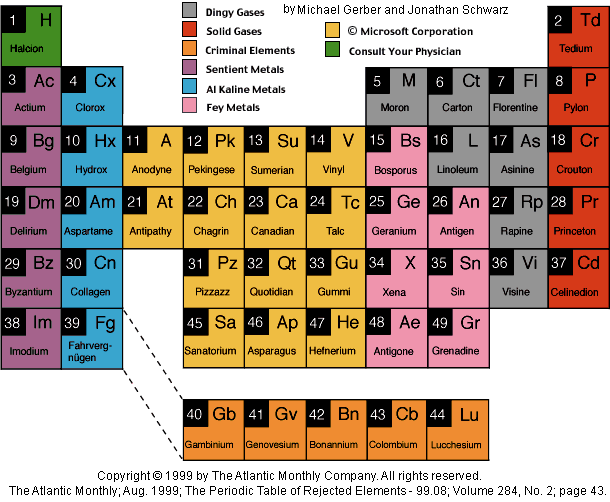 by Michael Gerber and Jonathan Schwarz
Dingy Gases
Solid Gases
Criminal Elements
Sentient Metals
Al Kaline Metals
Fey Metals
© Microsoft Corporation
Consult Your Physician
1 H Halcion
2 Td Tedium
3 Ac Actium
4 Cx Clorox
5 M Moron
6 Ct Carton
7 Fl Florentine
8 P Pylon
9 Bg Belgium
10 Hx Hydrox
11 A Anodyne
12 Pk Pekingese
13 Su Sumerian
14 V Vinyl
15 Bs Bosporus
16 L Linoleum
17 As Asinine
18 Cr Crouton
19 Dm Delirium
20 Am Aspartame
21 At Antipathy
22 Ch Chagrin
23 Ca Canadian
24 Tc Talc
25 Ge Geranium
26 An Antigen
27 Rp Rapine
28 Pr Princeton
29 Bz Byzantium
30 Cn Collagen
31 Pz Pizzazz
32 Qt Quotidian
33 Gu Gummi
34 X Xena
35 Sn Sin
36 Vi Visine
37 Cd Celinedion
38 Im Imodium
39 Fg Fahrverg-
nügen
45 Sa Sanatorium
46 Ap Asparagus
47 He Hefnerium
48 Ae Antigone
49 Gr Grenadine
40 Gb Gambinium
41 Gv Genovesium
42 Bn Bonannium
43 Cb Colombium
44 Lu Lucchesium
Copyright © 1999 by The Atlantic Monthly Company. All rights reserved.
The Atlantic Monthly; Aug. 1999; The Periodic Table of Rejected Elements - 99.08; Volume 284, No. 2; page 43.